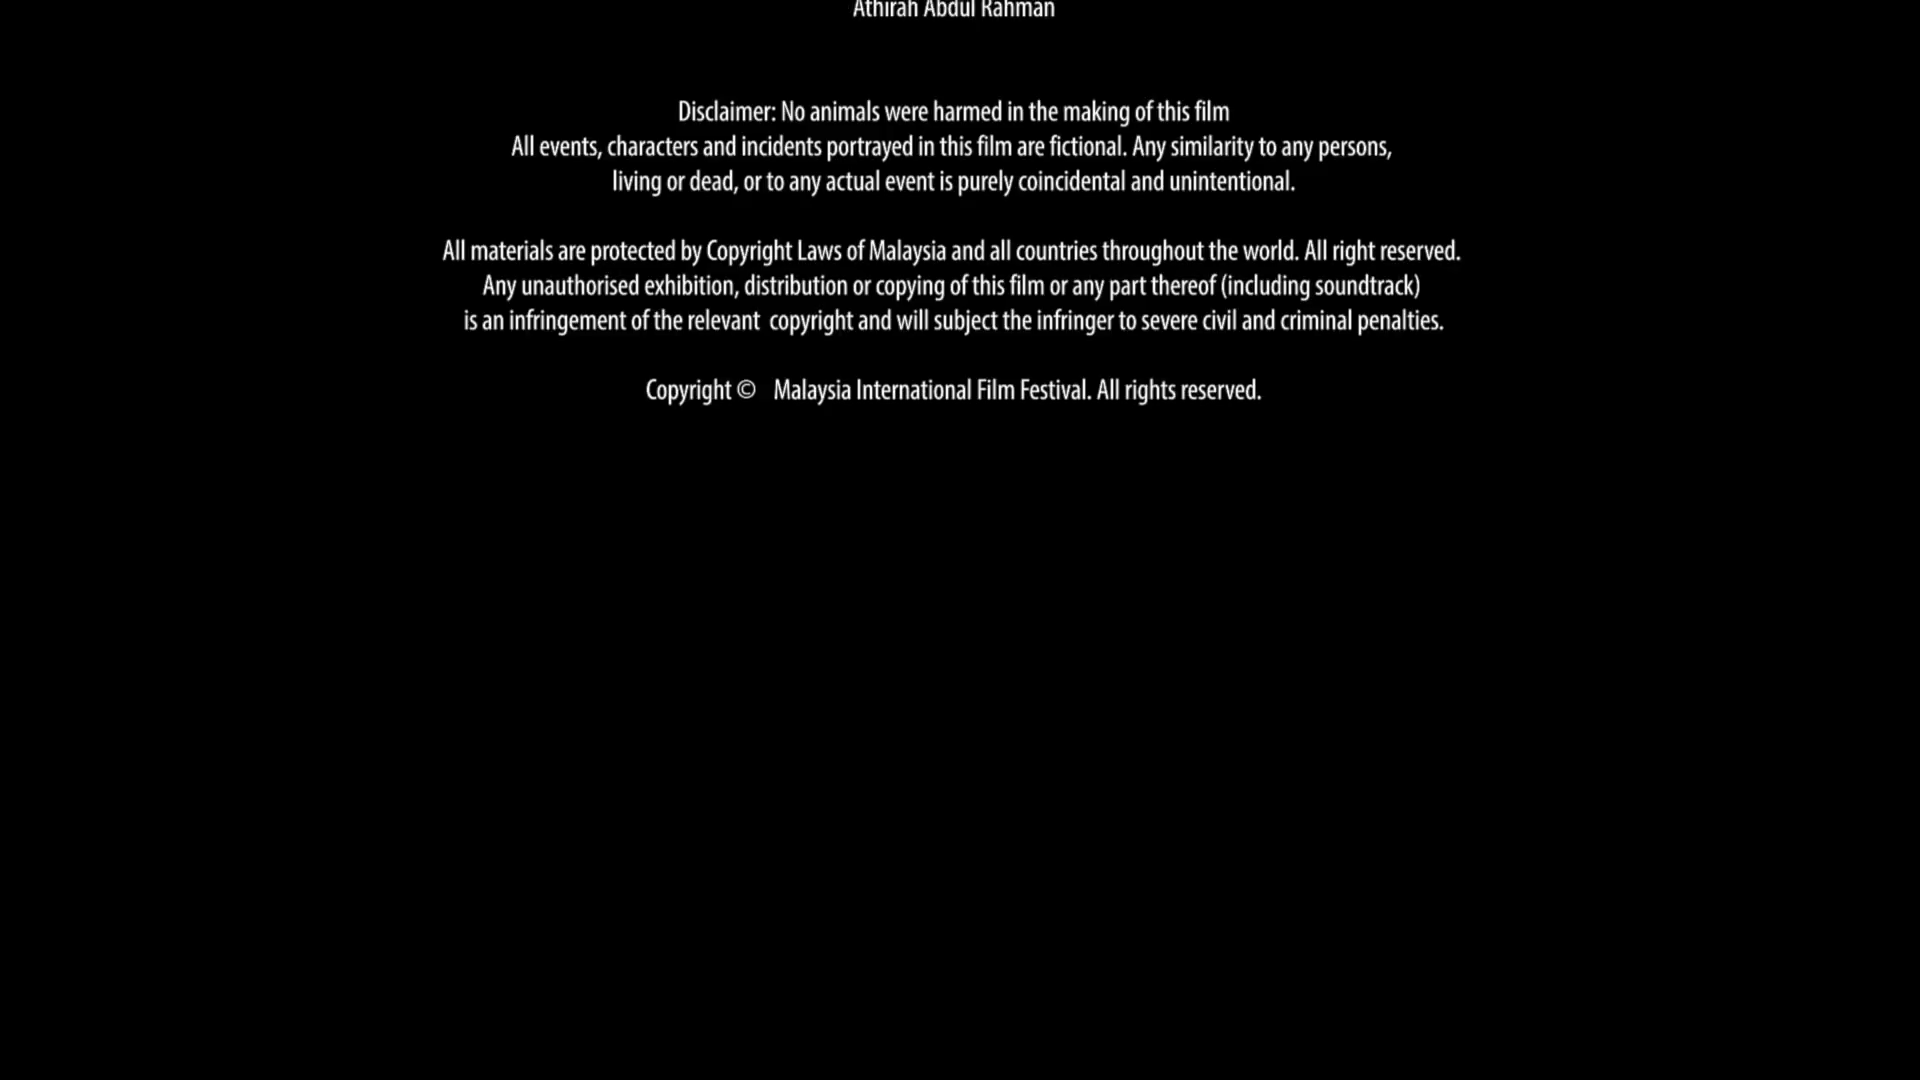 Athirah Abdul Rahman
Disclaimer: No animals were harmed in the making of this film
All events, characters and incidents portrayed in this film are fictional. Any similarity to any persons,
living or dead, or to any actual event is purely coincidental and unintentional.
All materials are protected by Copyright Laws of Malaysia and all countries throughout the world. All right reserved.
Any unauthorised exhibition, distribution or copying of this film or any part thereof (including soundtrack)
is an infringement of the relevant copyright and will subject the infringer to severe civil and criminal penalties.
Copyright © Malaysia International Film Festival. All rights reserved.